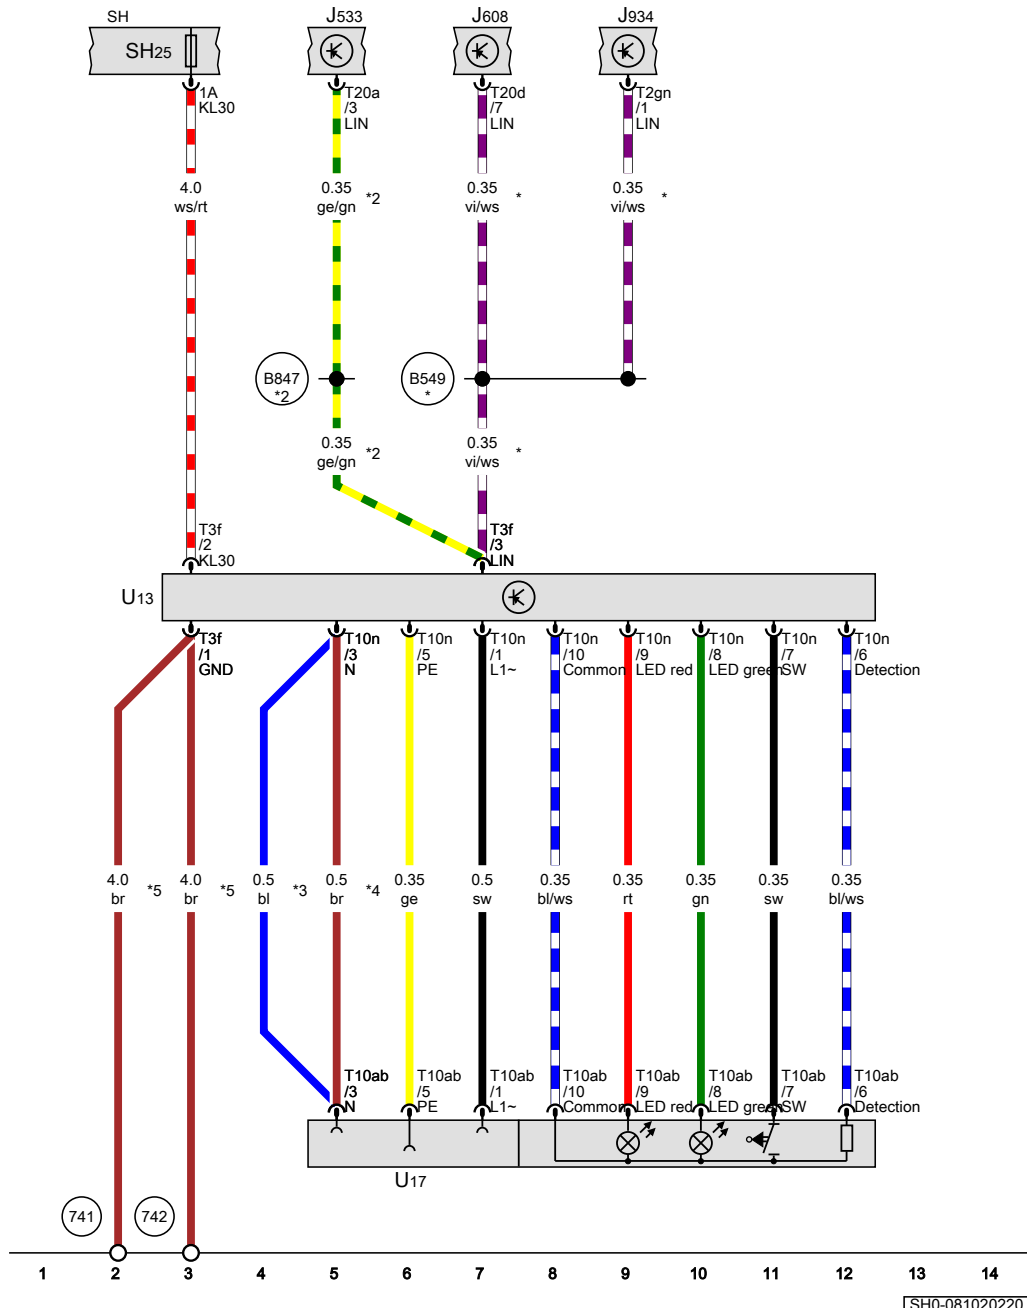 SH
J533
J608
J934
SH25
1A
KL30
T20a
/3
LIN
T20d
/7
LIN
T2gn
/1
LIN
4.0
ws/rt
0.35
ge/gn
*2
0.35
vi/ws
*
0.35
vi/ws
*
B847
*2
B549
*
0.35
ge/gn
*2
0.35
vi/ws
*
T3f
/2
KL30
T3f
/3
LIN
U13
T3f
/1
GND
T10n
/3
N
T10n
/5
PE
T10n
/1
L1~
T10n
/10
Common
T10n
/9
LED red
T10n
/8
LED green
T10n
/7
SW
T10n
/6
Detection
4.0
br
*5
4.0
br
*5
0.5
bl
*3
0.5
br
*4
0.35
ge
0.5
sw
0.35
bl/ws
0.35
rt
0.35
gn
0.35
sw
0.35
bl/ws
T10ab
/3
N
T10ab
/5
PE
T10ab
/1
L1~
T10ab
/10
Common
T10ab
/9
LED red
T10ab
/8
LED green
T10ab
/7
SW
T10ab
/6
Detection
U17
741
742
1 2 3 4 5 6 7 8 9 10 11 12 13 14
SH0-081020220